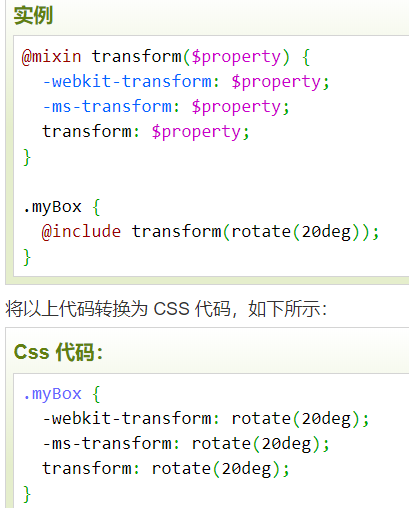 实例
@mixin transform($property) {
  -webkit-transform: $property;
  -ms-transform: $property;
  transform: $property;
}
.myBox {
  @include transform(rotate(20deg));
}
将以上代码转换为 CSS 代码，如下所示：
Css 代码：
.myBox {
  -webkit-transform: rotate(20deg);
  -ms-transform: rotate(20deg);
  transform: rotate(20deg);
}